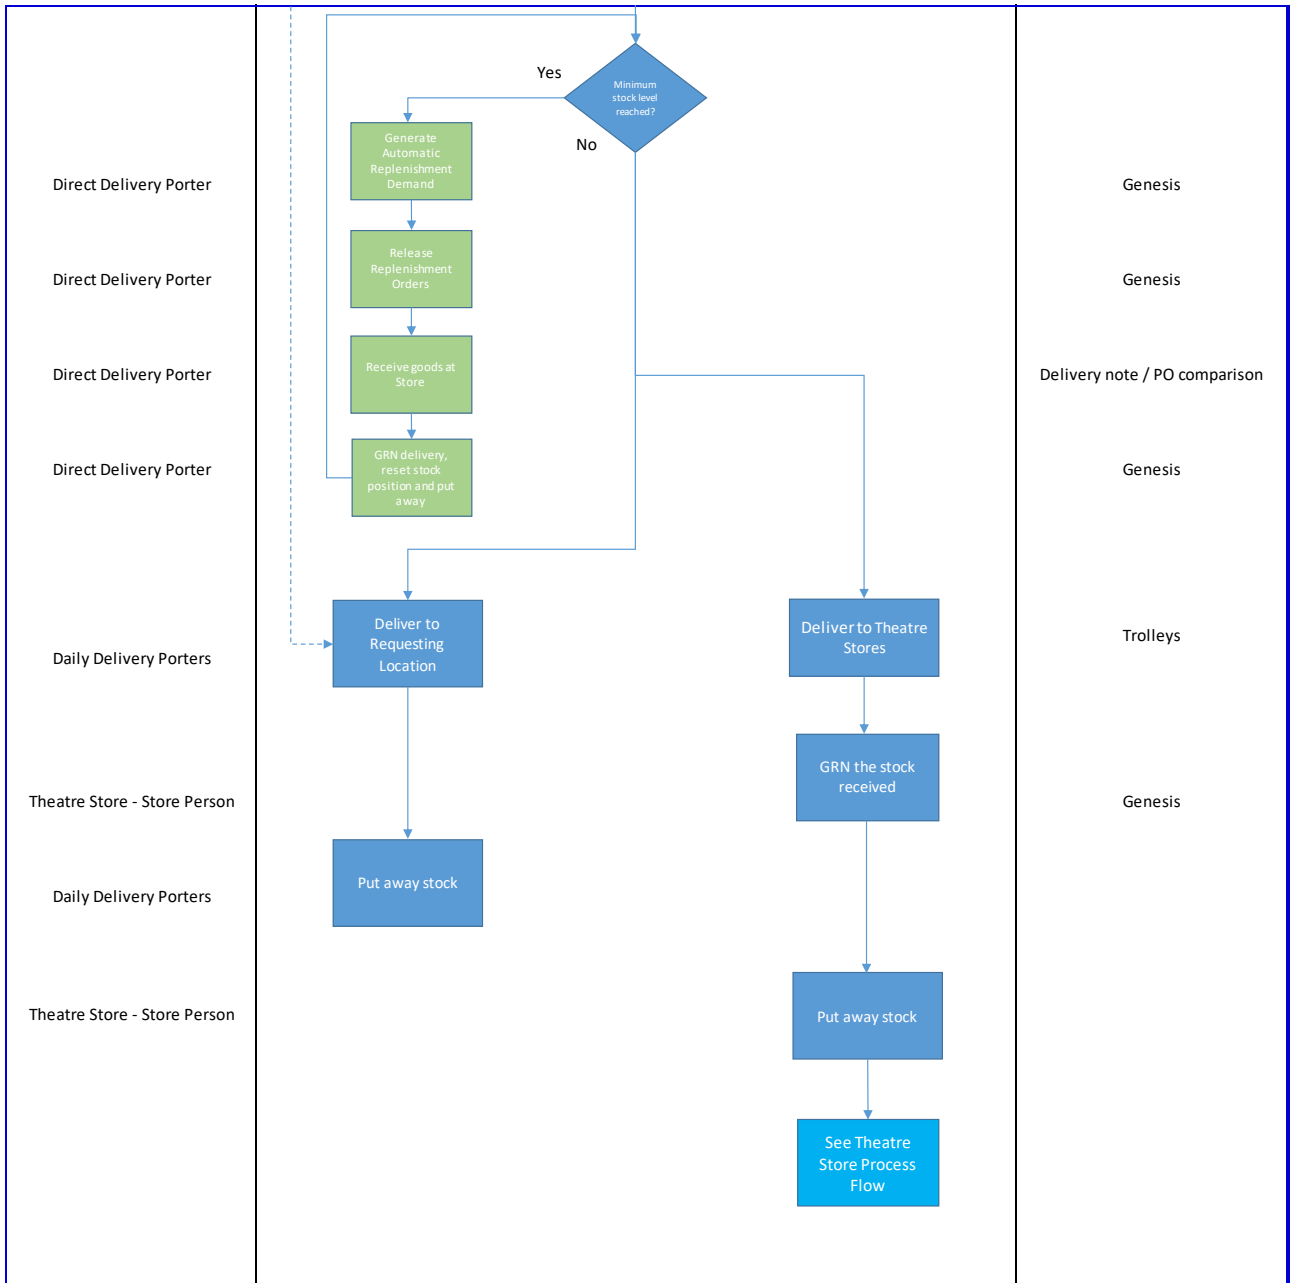 Yes
Minimum
stock level
reached?
No
Generate
Automatic
Replenishment
Demand
Direct Delivery Porter
Genesis
Release
Replenishment
Orders
Direct Delivery Porter
Genesis
Receive goods at
Store
Direct Delivery Porter
Delivery note / PO comparison
GRN delivery,
reset stock
position and put
away
Direct Delivery Porter
Genesis
Deliver to
Requesting
Location
Deliver to Theatre
Stores
Trolleys
Daily Delivery Porters
GRN the stock
received
Theatre Store - Store Person
Genesis
Put away stock
Daily Delivery Porters
Theatre Store - Store Person
Put away stock
See Theatre
Store Process
Flow